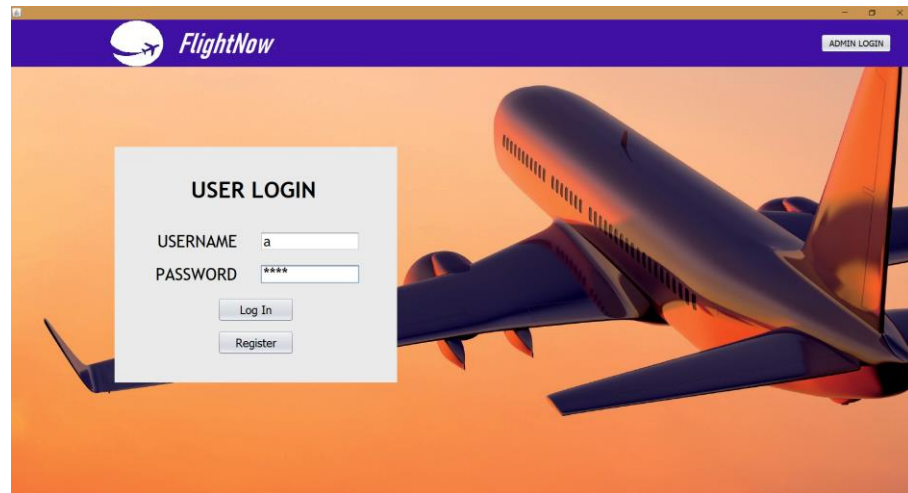 FlightNow
ADMIN LOGIN
USER LOGIN
USERNAME a
PASSWORD ****
Log In
Register